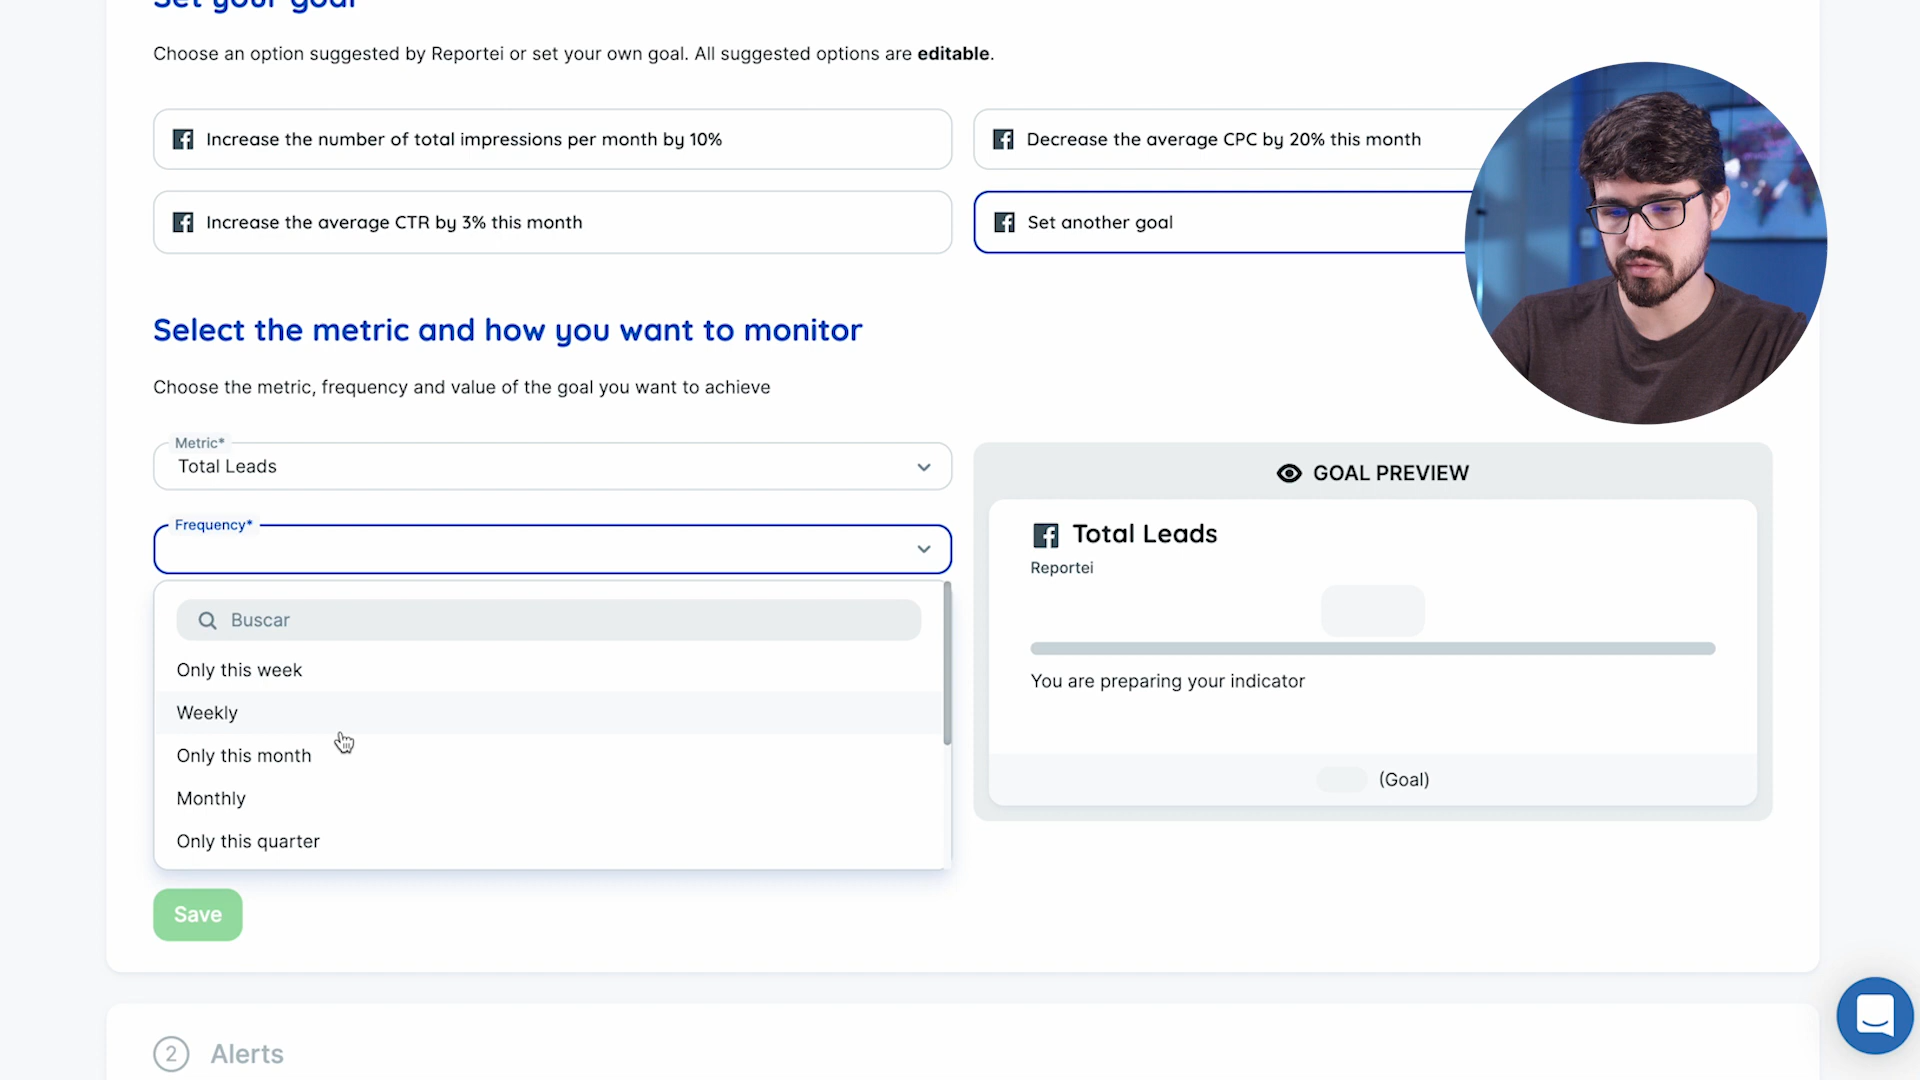 Set your goal
Choose an option suggested by Reportei or set your own goal. All suggested options are editable.
Increase the number of total impressions per month by 10%
Decrease the average CPC by 20% this month
Increase the average CTR by 3% this month
Set another goal
Select the metric and how you want to monitor
Choose the metric, frequency and value of the goal you want to achieve
Metric*
Total Leads
Frequency*
Buscar
Only this week
Weekly
Only this month
Monthly
Only this quarter
GOAL PREVIEW
Total Leads
Reportei
You are preparing your indicator
(Goal)
Save
2 Alerts